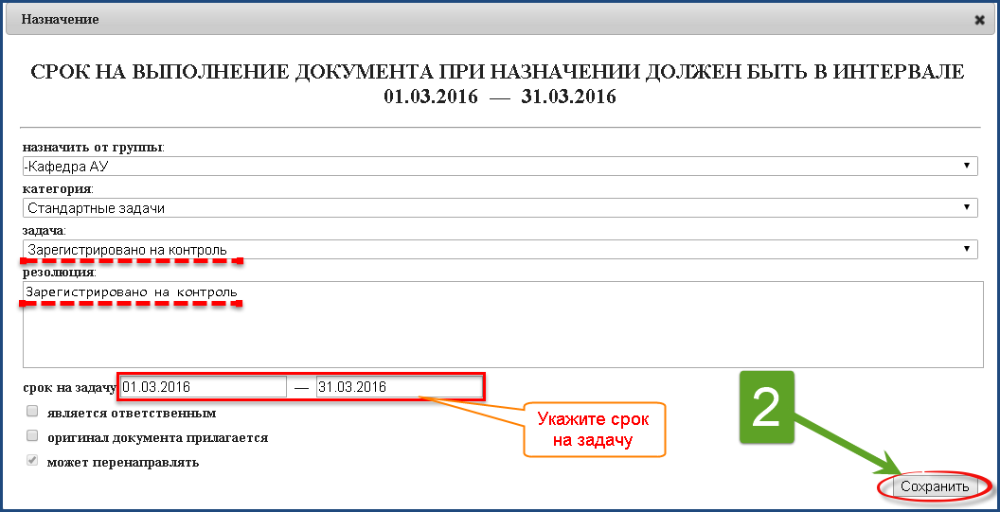 Назначение
СРОК НА ВЫПОЛНЕНИЕ ДОКУМЕНТА ПРИ НАЗНАЧЕНИИ ДОЛЖЕН БЫТЬ В ИНТЕРВАЛЕ
01.03.2016 — 31.03.2016
назначить от группы:
-Кафедра АУ
категория:
Стандартные задачи
задача:
Зарегистрировано на контроль
резолюция:
Зарегистрировано на контроль
срок на задачу 01.03.2016 — 31.03.2016
является ответственным
Укажите срок
на задачу
2
оригинал документа прилагается
может перенаправлять
Сохранить